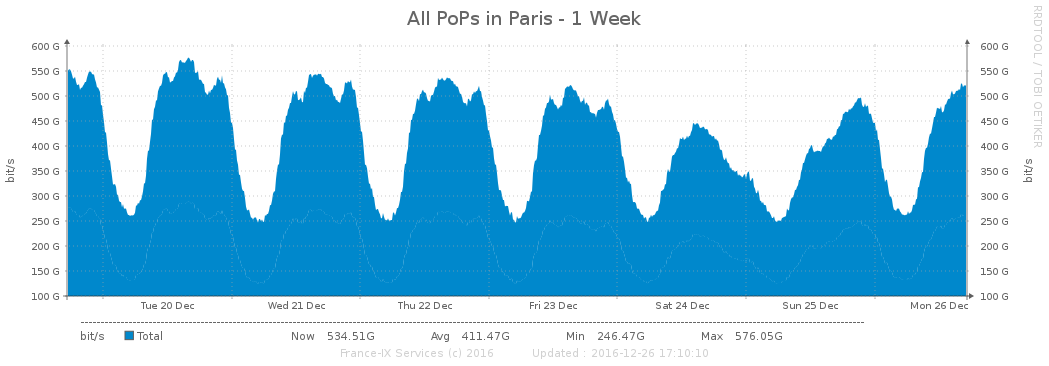 All PoPs in Paris - 1 Week
RRDTOOL / TOBI OETIKER
600 G 600 G
550 G 550 G
500 G 500 G
450 G 450 G
400 G 400 G
350 G 350 G
300 G 300 G
250 G 250 G
200 G 200 G
150 G 150 G
100 G 100 G
bit/s bit/s
Tue 20 Dec Wed 21 Dec Thu 22 Dec Fri 23 Dec Sat 24 Dec Sun 25 Dec Mon 26 Dec
bit/s Total Now 534.51G Avg 411.47G Min 246.47G Max 576.05G
France-IX Services (c) 2016 Updated : 2016-12-26 17:10:10